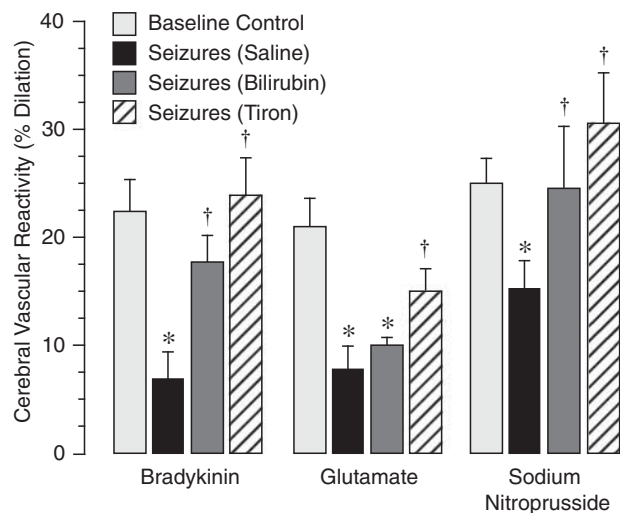 40
30
20
10
0
Cerebral Vascular Reactivity (% Dilation)
Baseline Control
Seizures (Saline)
Seizures (Bilirubin)
Seizures (Tiron)
*
†
†
*
*
†
*
†
†
Bradykinin
Glutamate
Sodium
Nitroprusside